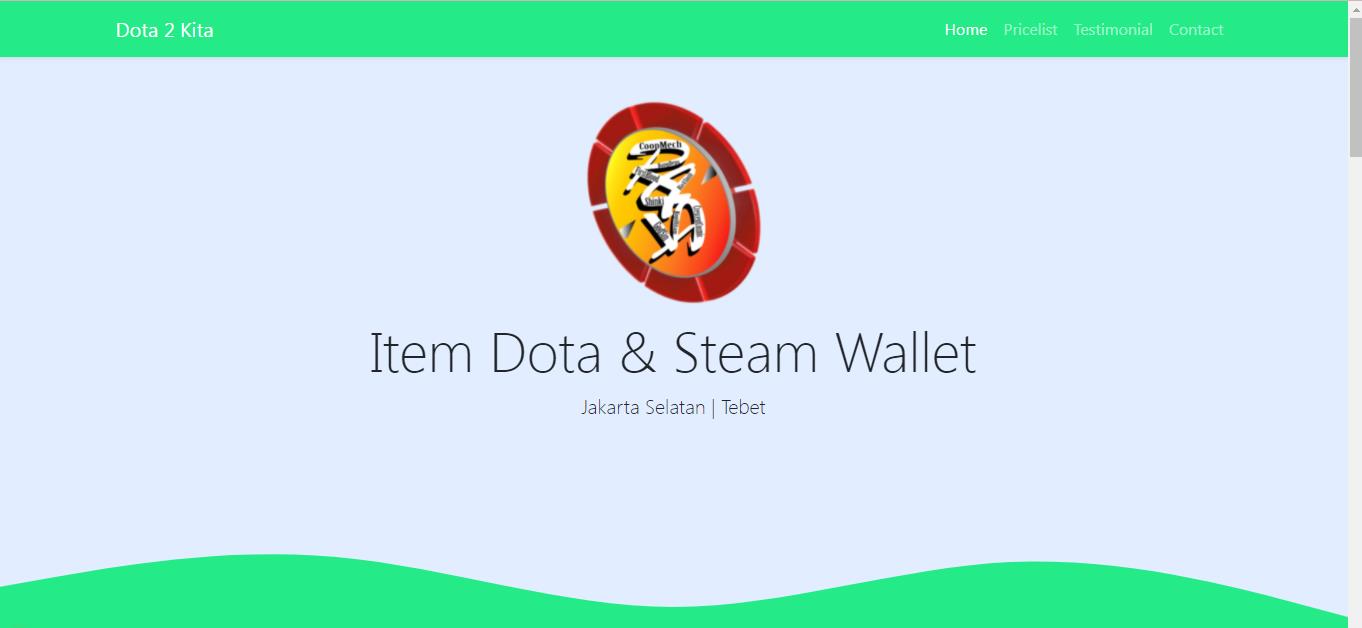 Dota 2 Kita
Home Pricelist Testimonial Contact
CoopMech
Shinki
Item Dota & Steam Wallet
Jakarta Selatan | Tebet